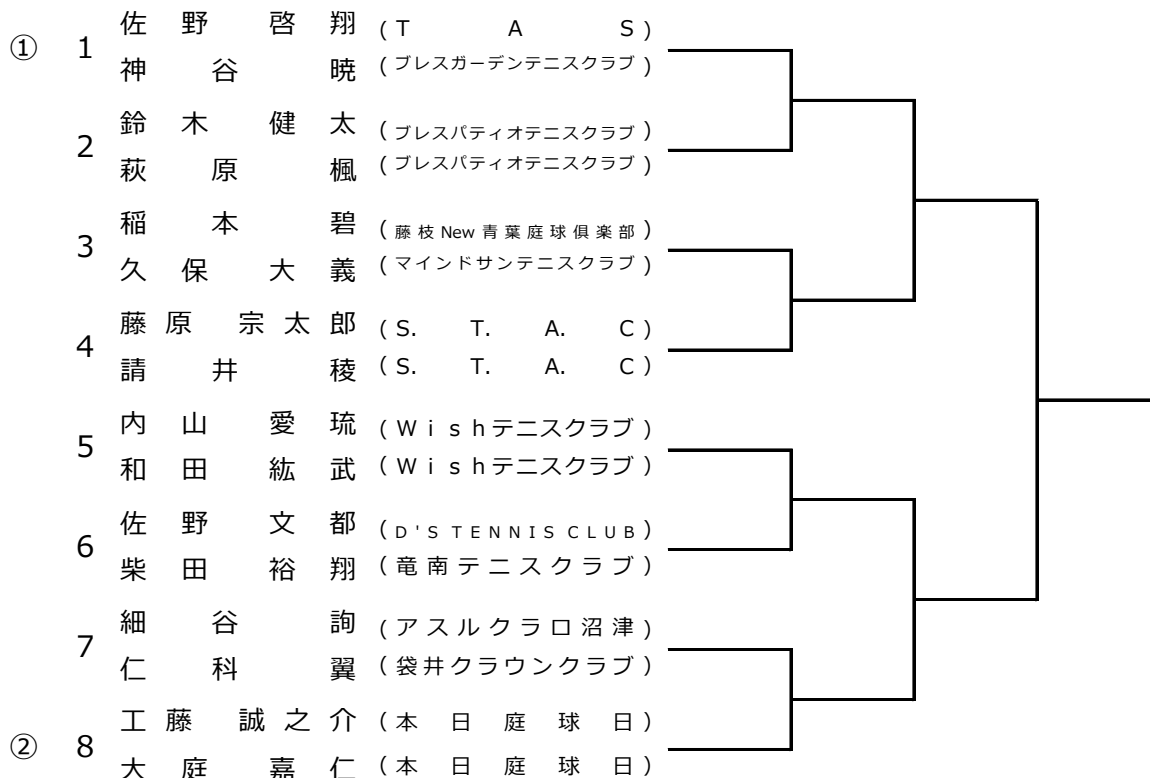 ① 1 佐野 啓翔 (TAS)
神谷 暁 (ブレスガーデンテニスクラブ)
2 鈴木 健太 (ブレスパティオテニスクラブ)
萩原 楓 (ブレスパティオテニスクラブ)
3 稲本 碧 (藤枝New青葉庭球倶楽部)
久保 大義 (マインドサンテニスクラブ)
4 藤原 宗太郎 (S.T.A.C)
請井 稜 (S.T.A.C)
5 内山 愛琉 (Wishテニスクラブ)
和田 紘武 (Wishテニスクラブ)
6 佐野 文都 (D'S TENNIS CLUB)
柴田 裕翔 (竜南テニスクラブ)
7 細谷 詢 (アスルクラロ沼津)
仁科 翼 (袋井クラウンクラブ)
② 8 工藤 誠之介 (本日庭球日)
大庭 嘉仁 (本日庭球日)